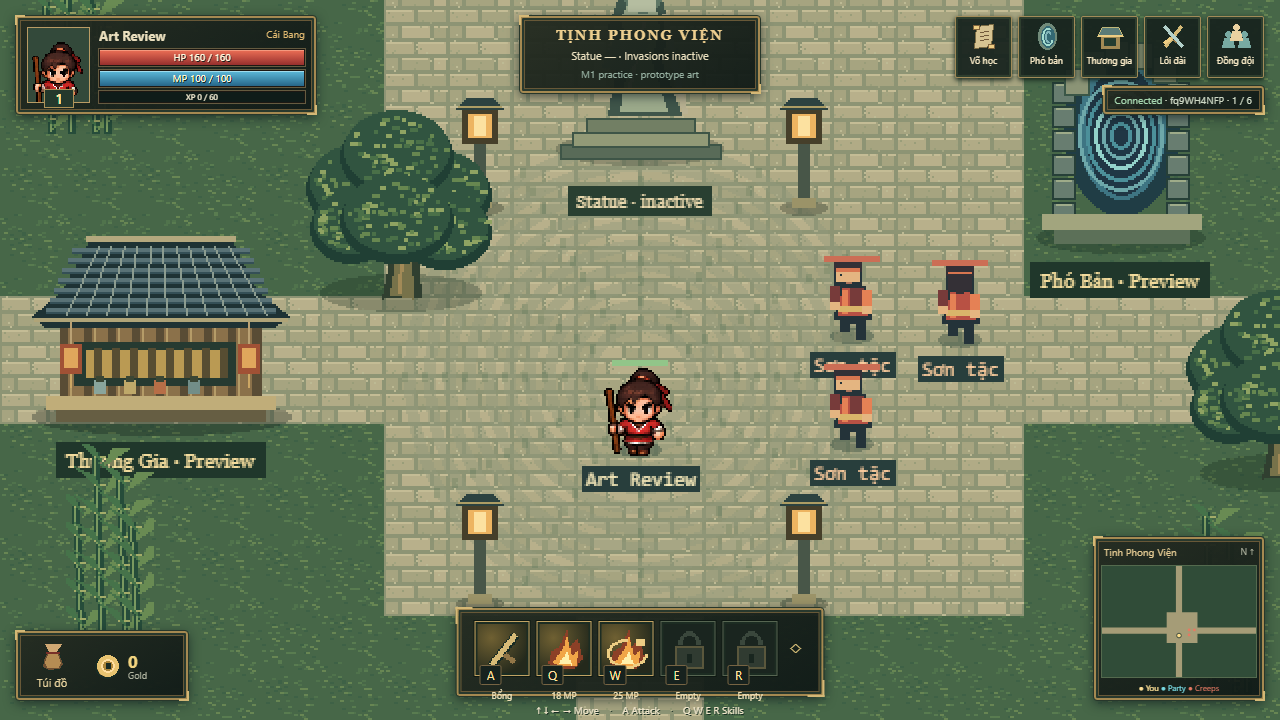 Art Review
Cái Bang
HP 160 / 160
MP 100 / 100
XP 0 / 60
1
TỊNH PHONG VIỆN
Statue — · Invasions inactive
M1 practice · prototype art
Võ học
Phó bản
Thương gia
Lôi đài
Đồng đội
Connected · fq9WH4NFP · 1 / 6
Statue · inactive
Phó Bản · Preview
Sơn tặc
Sơn tặc
Sơn tặc
Gia · Preview
Art Review
Tịnh Phong Viện
N ↑
You
Party
Creeps
Túi đồ
0
Gold
A
Q
W
E
R
Bổng
18 MP
25 MP
Empty
Empty
↑↓←→ Move · A Attack · Q W E R Skills